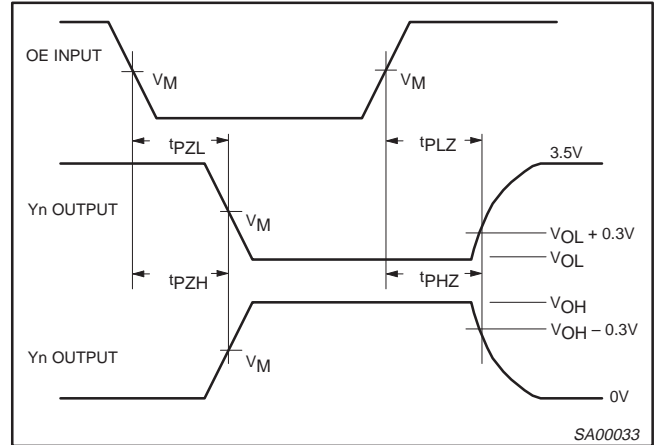 OE INPUT
VM
VM
tPZL
tPLZ
3.5V
Yn OUTPUT
VM
VOL + 0.3V
VOL
tPZH
tPHZ
VOH
VOH – 0.3V
Yn OUTPUT
VM
0V
SA00033